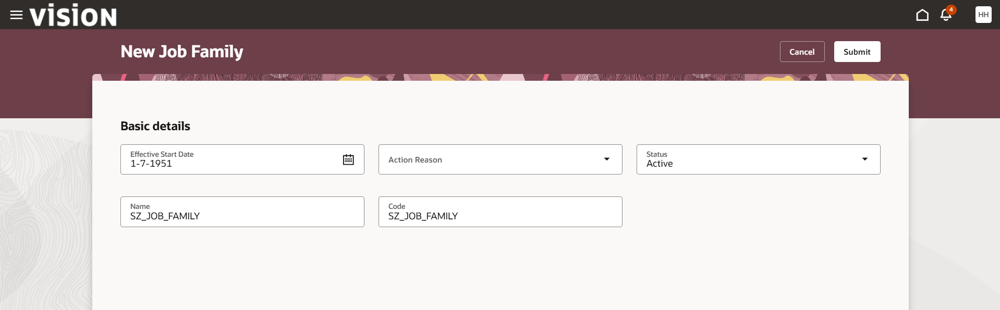 vision
4
HH
New Job Family
Cancel
Submit
Basic details
Effective Start Date
1-7-1951
Action Reason
Status
Active
Name
SZ_JOB_FAMILY
Code
SZ_JOB_FAMILY